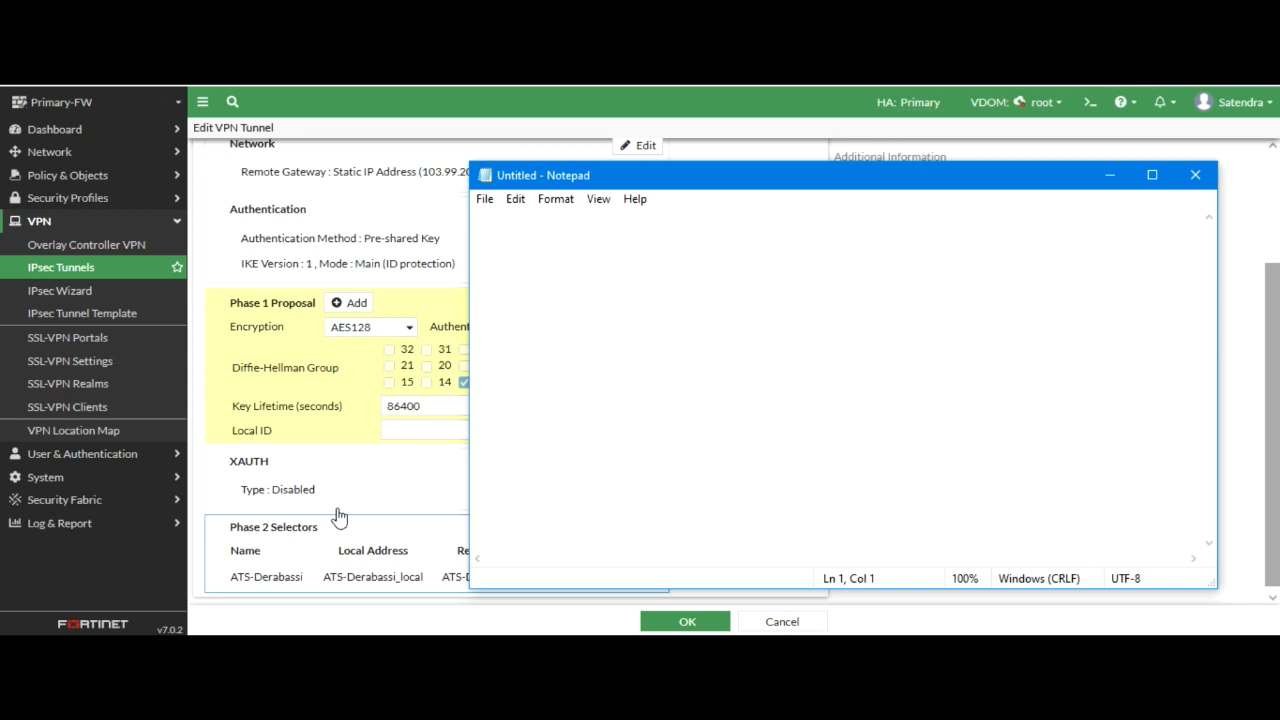 Primary-FW
HA: Primary
VDOM: root
Satendra
Dashboard
Network
Policy & Objects
Security Profiles
VPN
Overlay Controller VPN
IPsec Tunnels
IPsec Wizard
IPsec Tunnel Template
SSL-VPN Portals
SSL-VPN Settings
SSL-VPN Realms
SSL-VPN Clients
VPN Location Map
User & Authentication
System
Security Fabric
Log & Report
FORTINET
v7.0.2
Edit VPN Tunnel
Network
Edit
Remote Gateway : Static IP Address (103.99.20
Authentication
Authentication Method : Pre-shared Key
IKE Version : 1 , Mode : Main (ID protection)
Phase 1 Proposal
Add
Encryption
AES128
Authent
Diffie-Hellman Group
32 31
21 20
15 14
Key Lifetime (seconds)
86400
Local ID
XAUTH
Type : Disabled
Phase 2 Selectors
Name Local Address Re
ATS-Derabassi ATS-Derabassi_local ATS-D
OK
Cancel
Additional Information
Untitled - Notepad
File Edit Format View Help
Ln 1, Col 1 100% Windows (CRLF) UTF-8